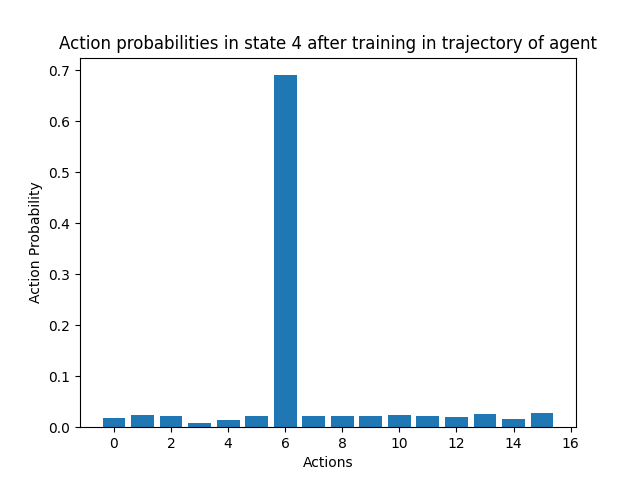 Action probabilities in state 4 after training in trajectory of agent
0.7
0.6
0.5
0.4
0.3
0.2
0.1
0.0
Action Probability
0 2 4 6 8 10 12 14 16
Actions